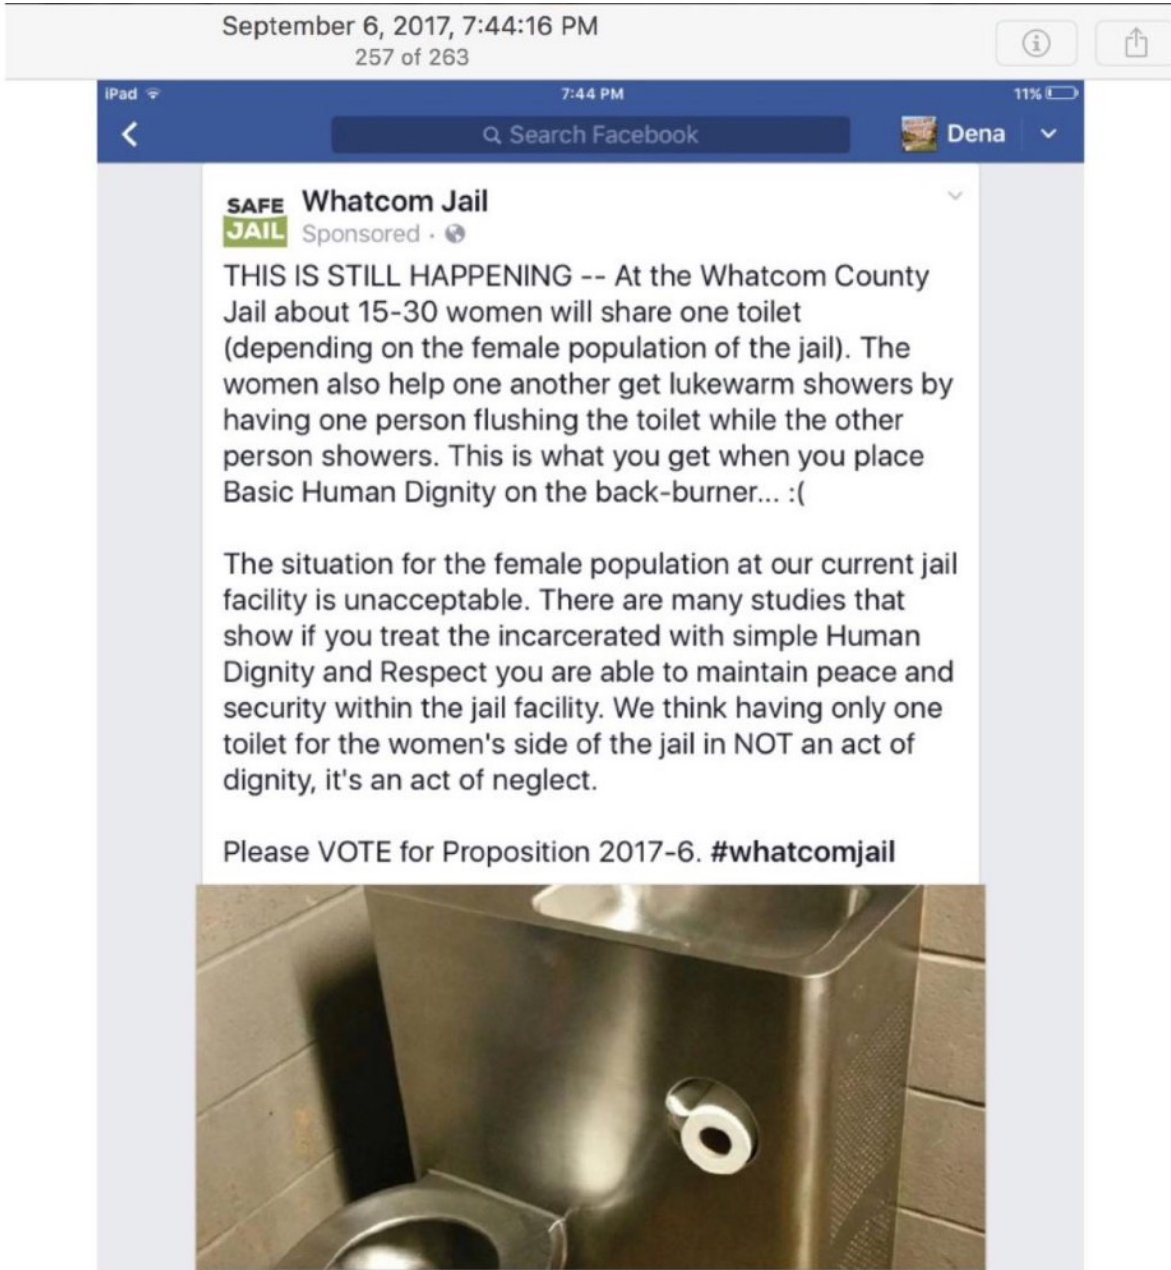 September 6, 2017, 7:44:16 PM
257 of 263
iPad 7:44 PM 11%
Search Facebook Dena
SAFE JAIL
Whatcom Jail
Sponsored ·
THIS IS STILL HAPPENING -- At the Whatcom County
Jail about 15-30 women will share one toilet
(depending on the female population of the jail). The
women also help one another get lukewarm showers by
having one person flushing the toilet while the other
person showers. This is what you get when you place
Basic Human Dignity on the back-burner... :(
The situation for the female population at our current jail
facility is unacceptable. There are many studies that
show if you treat the incarcerated with simple Human
Dignity and Respect you are able to maintain peace and
security within the jail facility. We think having only one
toilet for the women's side of the jail in NOT an act of
dignity, it's an act of neglect.
Please VOTE for Proposition 2017-6. #whatcomjail